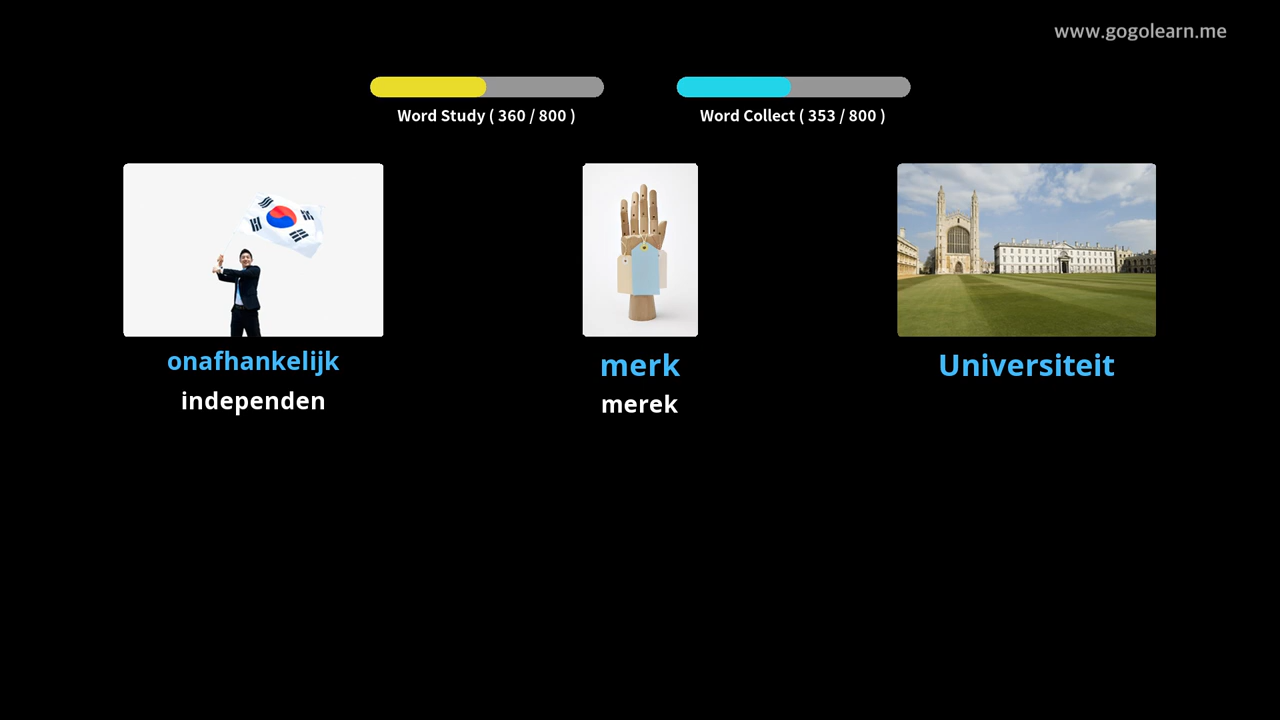 www.gogolearn.me
Word Study ( 360 / 800 )
Word Collect ( 353 / 800 )
onafhankelijk
independen
merk
merek
Universiteit